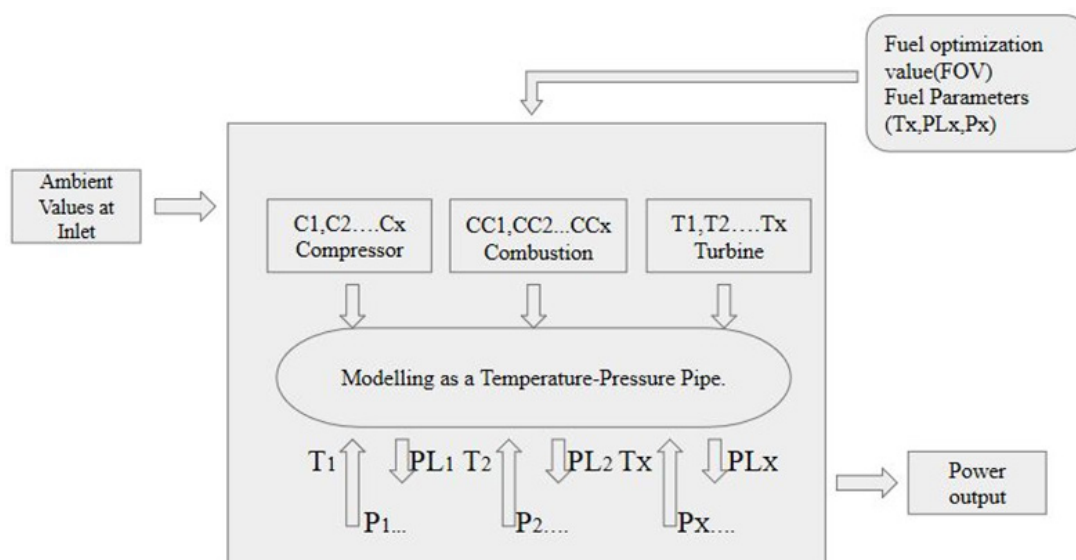 Fuel optimization
value(FOV)
Fuel Parameters
(Tx,PLx,Px)
Ambient
Values at
Inlet
C1,C2....Cx
Compressor
CC1,CC2...CCx
Combustion
T1,T2....Tx
Turbine
Modelling as a Temperature-Pressure Pipe.
T1 PL1 T2 PL2 Tx PLx
P1... P2.... Px....
Power
output